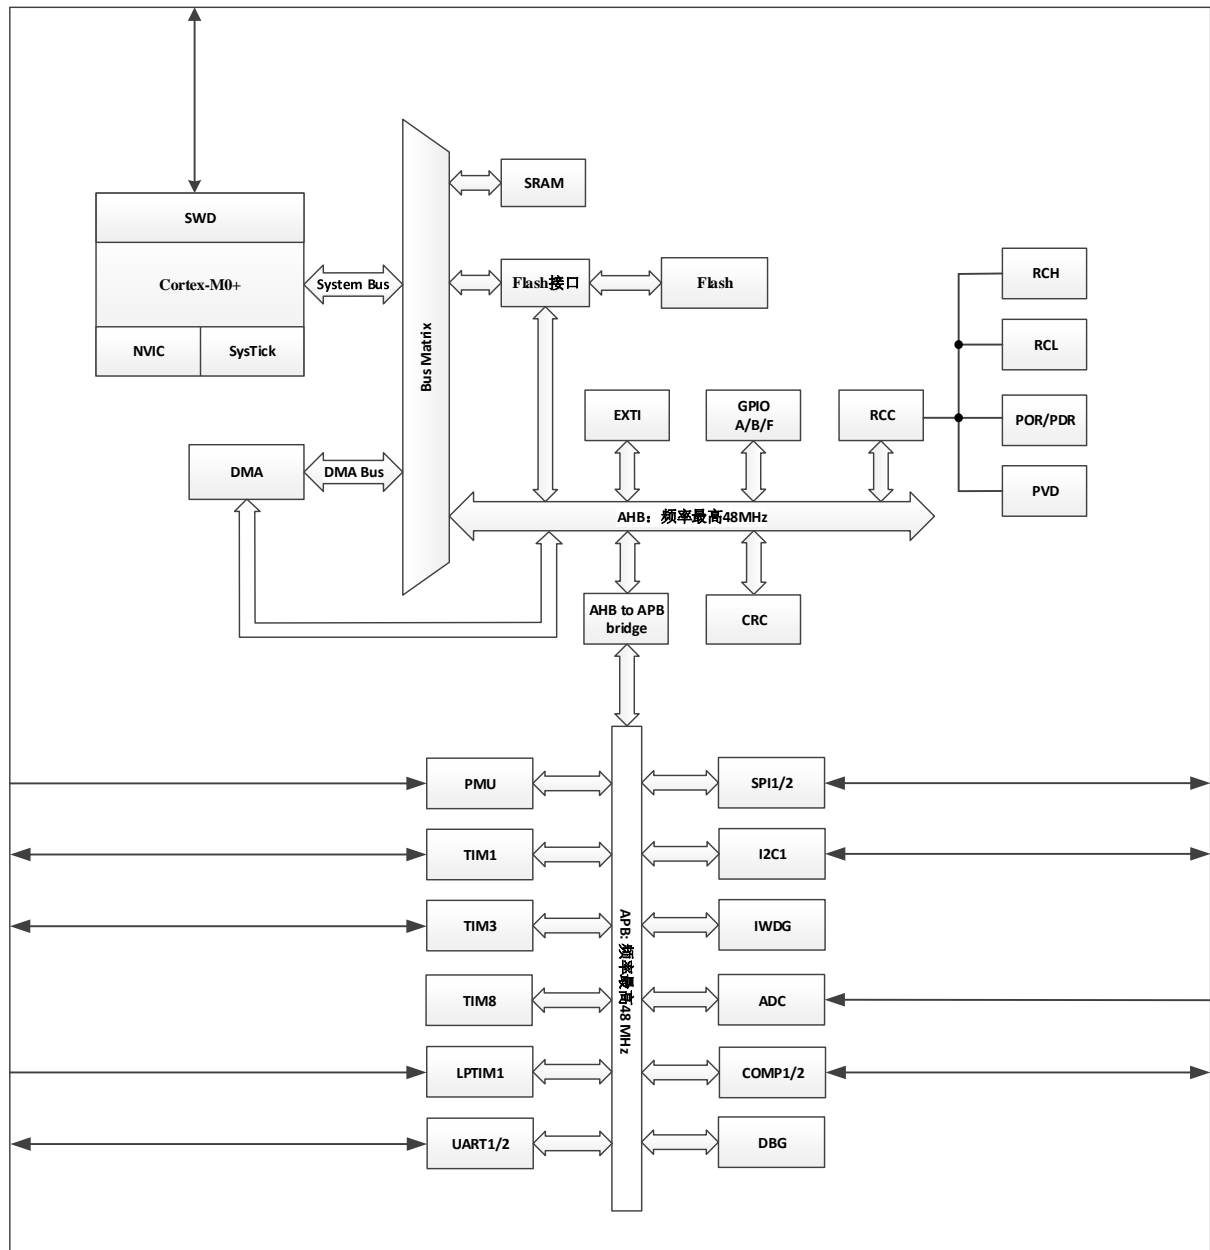 SWD
Cortex-M0+
NVIC
SysTick
System Bus
DMA
DMA Bus
Bus Matrix
SRAM
Flash接口
Flash
EXTI
GPIO
A/B/F
RCC
RCH
RCL
POR/PDR
PVD
AHB：频率最高48MHz
AHB to APB
bridge
CRC
APB: 频率最高48 MHz
PMU
TIM1
TIM3
TIM8
LPTIM1
UART1/2
SPI1/2
I2C1
IWDG
ADC
COMP1/2
DBG